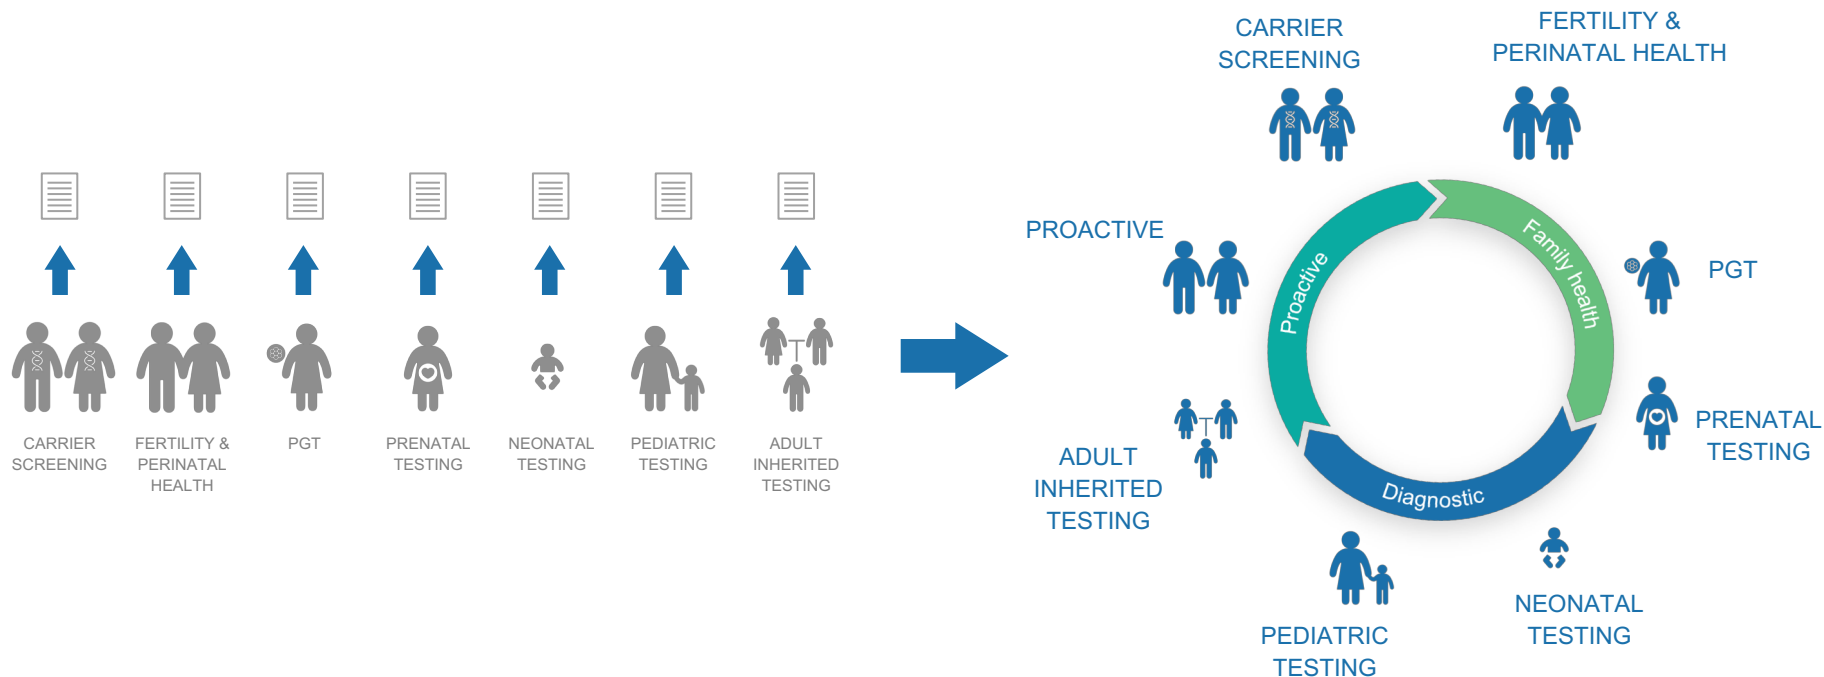 CARRIER
SCREENING
FERTILITY &
PERINATAL
HEALTH
PGT
PRENATAL
TESTING
NEONATAL
TESTING
PEDIATRIC
TESTING
ADULT
INHERITED
TESTING
CARRIER
SCREENING
FERTILITY &
PERINATAL HEALTH
PROACTIVE
PGT
PRENATAL
TESTING
ADULT
INHERITED
TESTING
NEONATAL
TESTING
PEDIATRIC
TESTING
Proactive
Family health
Diagnostic